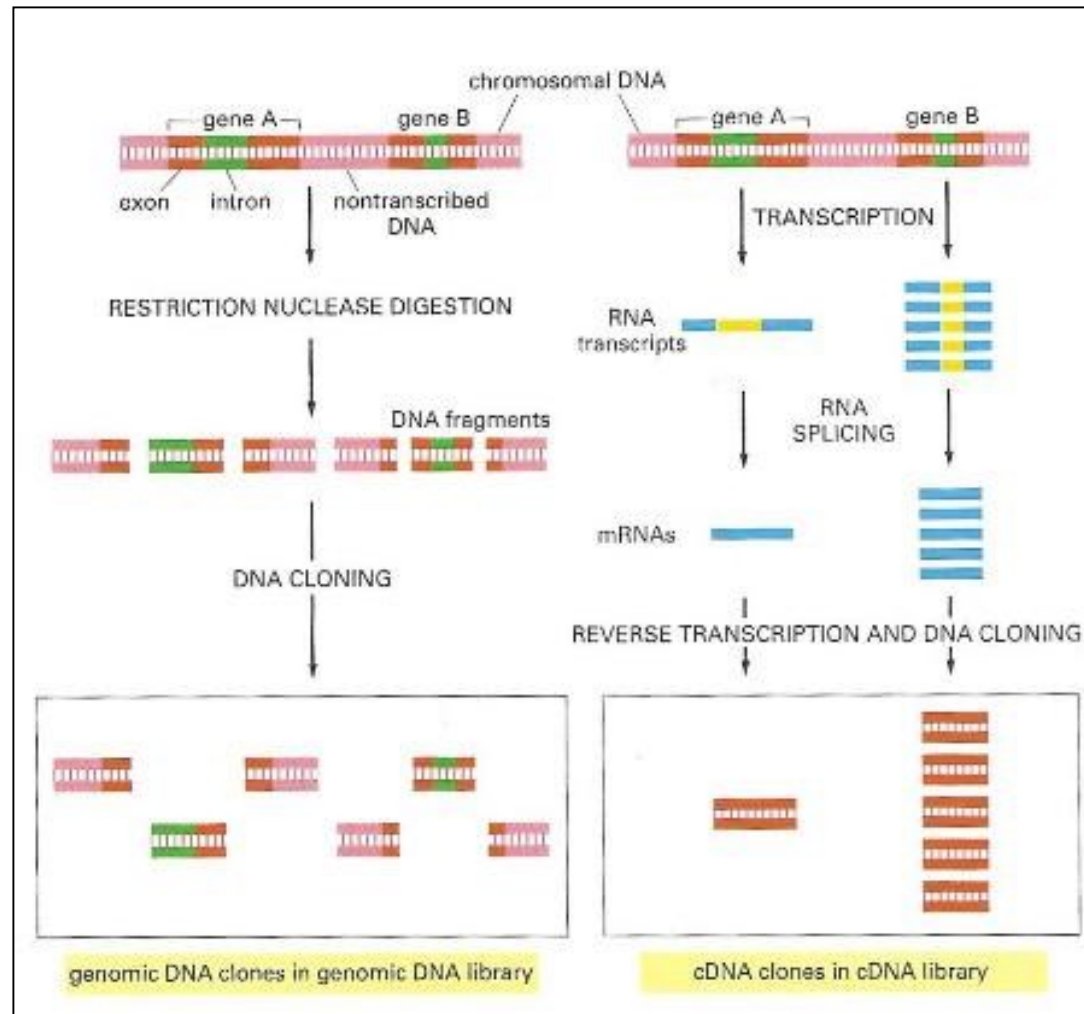 chromosomal DNA
gene A
gene B
exon
intron
nontranscribed
DNA
RESTRICTION NUCLEASE DIGESTION
DNA fragments
DNA CLONING
genomic DNA clones in genomic DNA library
gene A
gene B
TRANSCRIPTION
RNA
transcripts
RNA
SPLICING
mRNAs
REVERSE TRANSCRIPTION AND DNA CLONING
cDNA clones in cDNA library